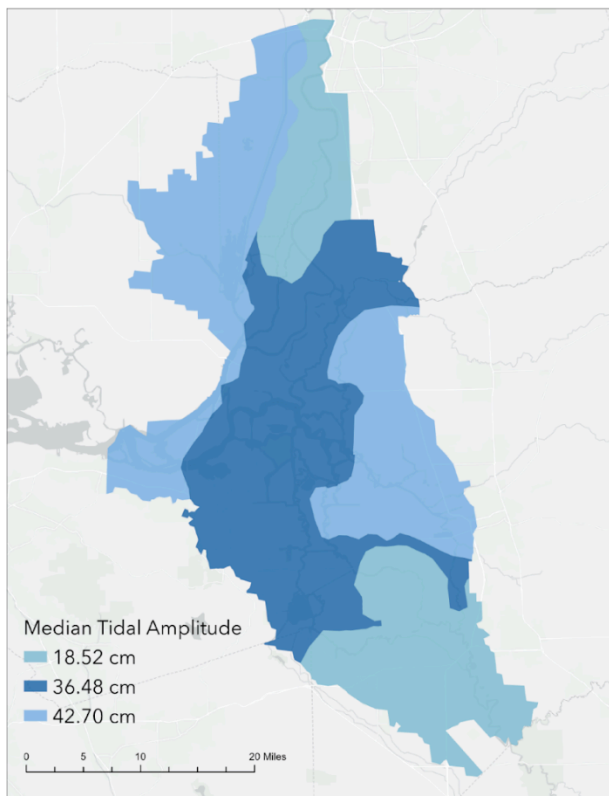 Median Tidal Amplitude
18.52 cm
36.48 cm
42.70 cm
0 5 10 20 Miles